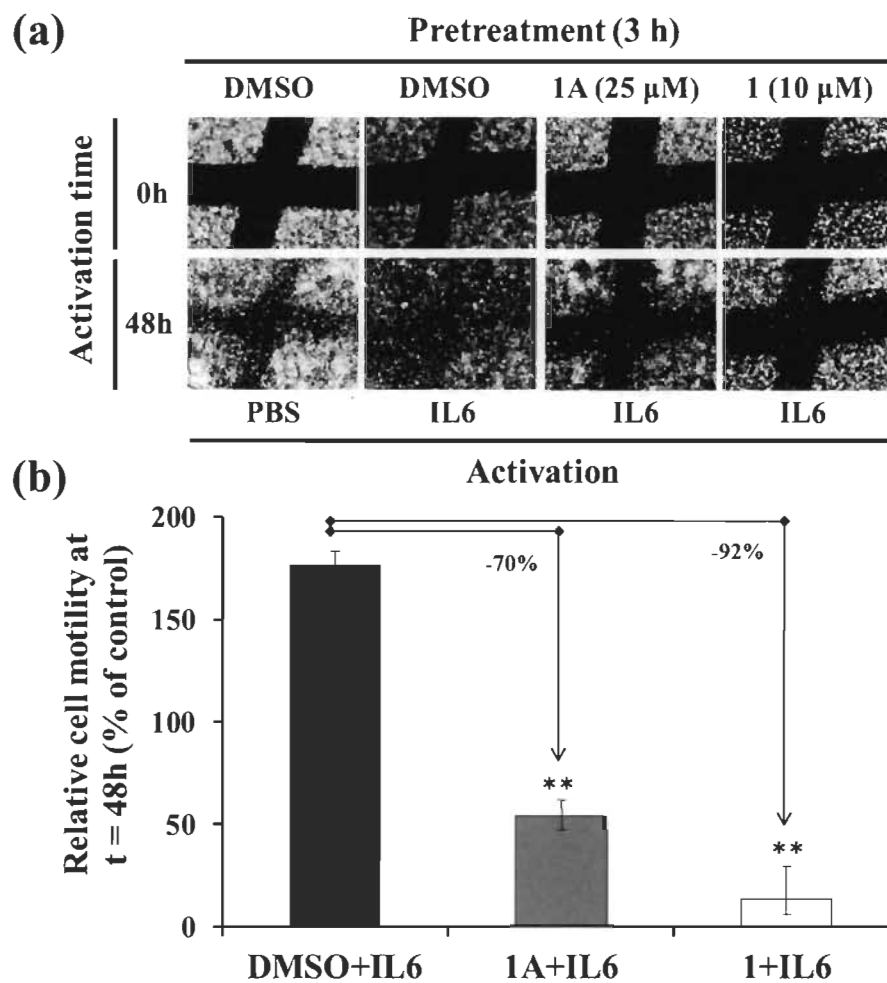 (a)
Pretreatment (3 h)
DMSO DMSO 1A (25 μM) 1 (10 μM)
Activation time
0h
48h
PBS IL6 IL6 IL6
Activation
(b)
Relative cell motility at
t = 48h (% of control)
200
150
100
50
0
-70%
-92%
**
**
DMSO+IL6 1A+IL6 1+IL6